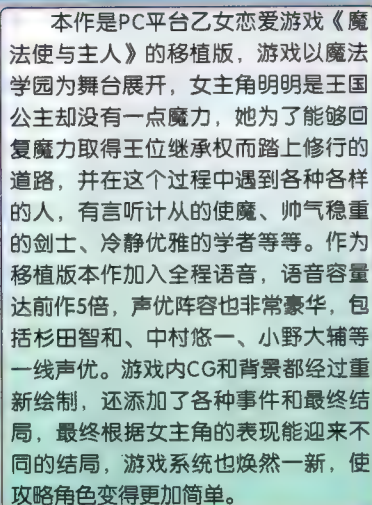 本作是PC平台乙女恋爱游戏《魔
法使与主人》的移植版，游戏以魔法
学园为舞台展开，女主角明明是王国
公主却没有一点魔力，她为了能够回
复魔力取得王位继承权而踏上修行的
道路，并在这个过程中遇到各种各样
的人，有言听计从的使魔、帅气稳重
的剑士、冷静优雅的学者等等。作为
移植版本作加入全程语音，语音容量
达前作5倍，声优阵容也非常豪华，包
括杉田智和、中村悠一、小野大辅等
一线声优。游戏内CG和背景都经过重
新绘制，还添加了各种事件和最终结
局，最终根据女主角的表现能迎来不
同的结局，游戏系统也焕然一新，使
攻略角色变得更加简单。